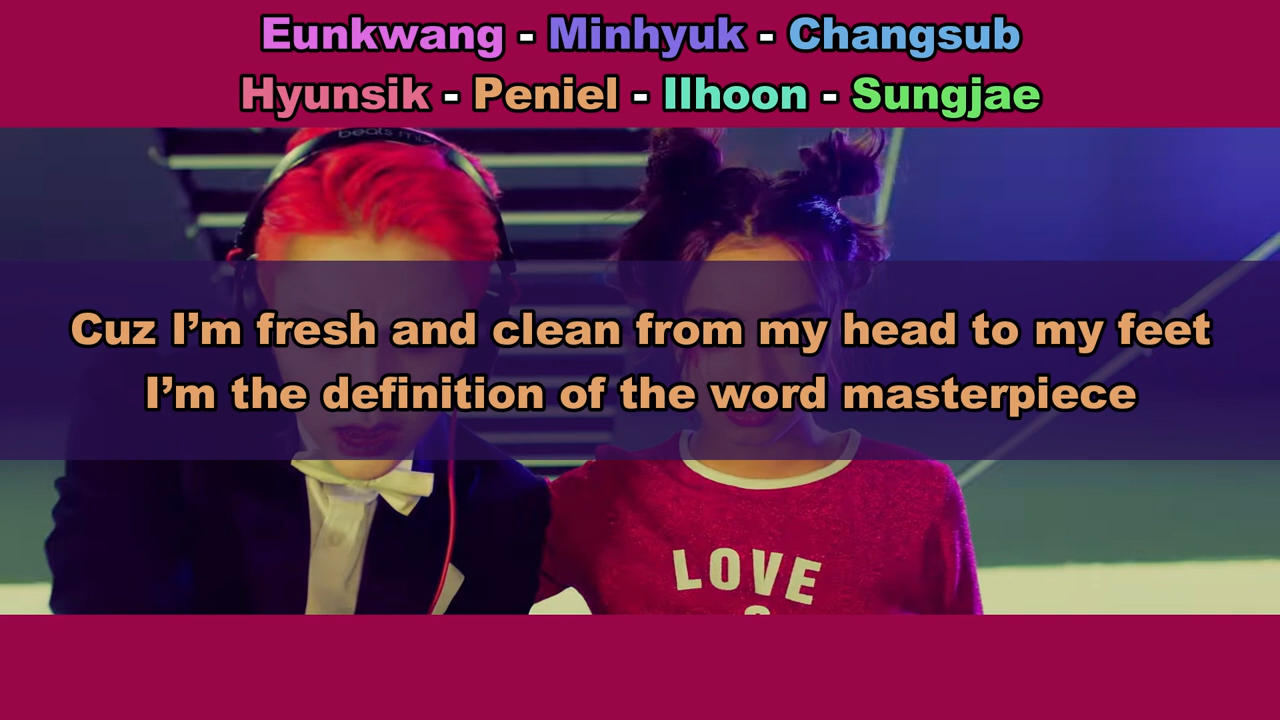 Eunkwang - Minhyuk - Changsub
Hyunsik - Peniel - Ilhoon - Sungjae
beats
Cuz I’m fresh and clean from my head to my feet
I’m the definition of the word masterpiece
LOVE